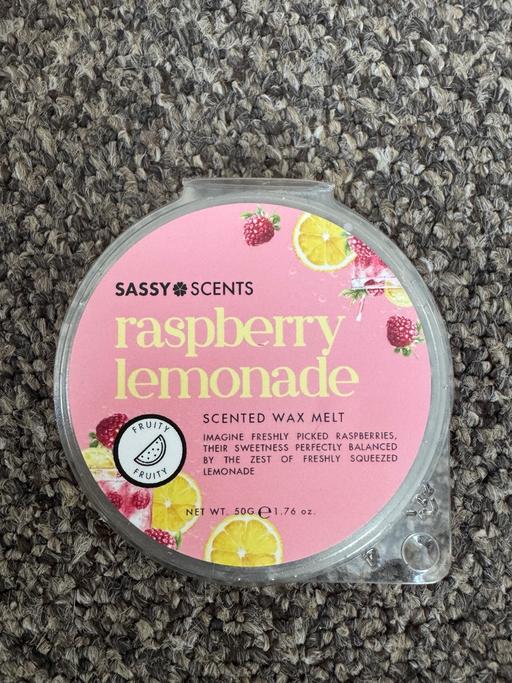 SASSY SCENTS
raspberry
lemonade
SCENTED WAX MELT
IMAGINE FRESHLY PICKED RASPBERRIES,
THEIR SWEETNESS PERFECTLY BALANCED
BY THE ZEST OF FRESHLY SQUEEZED
LEMONADE
FRUITY
FRUITY
NET WT. 50G ℮ 1.76 oz.